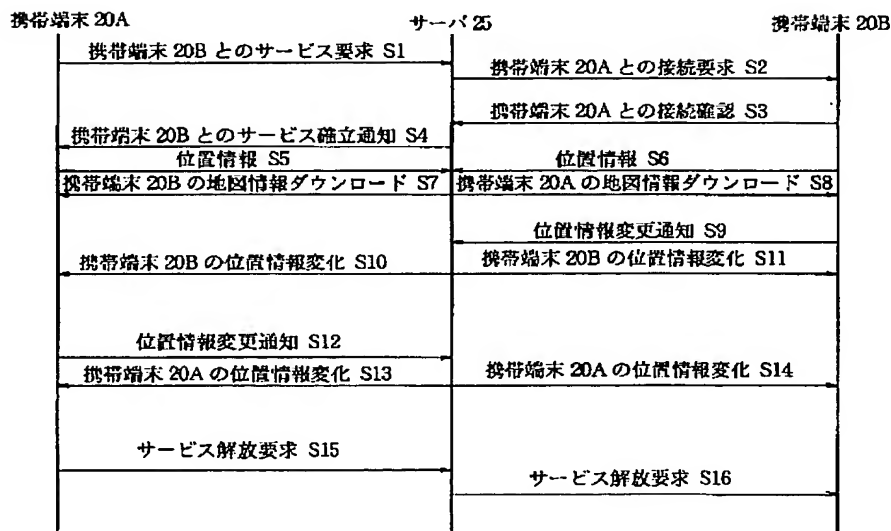 携帯端末 20A
サーバ 25
携帯端末 20B
携帯端末 20B とのサービス要求 S1
携帯端末 20A との接続要求 S2
携帯端末 20A との接続確認 S3
携帯端末 20B とのサービス確立通知 S4
位置情報 S5
位置情報 S6
携帯端末 20B の地図情報ダウンロード S7
携帯端末 20A の地図情報ダウンロード S8
位置情報変更通知 S9
携帯端末 20B の位置情報変化 S10
携帯端末 20B の位置情報変化 S11
位置情報変更通知 S12
携帯端末 20A の位置情報変化 S13
携帯端末 20A の位置情報変化 S14
サービス解放要求 S15
サービス解放要求 S16